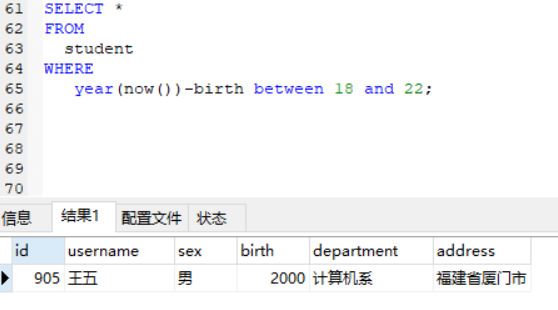 61 SELECT *
62 FROM
63 student
64 WHERE
65 year(now())-birth between 18 and 22;
66
67
68
69
70
信息 结果1 配置文件 状态
id username sex birth department address
905 王五 男 2000 计算机系 福建省厦门市